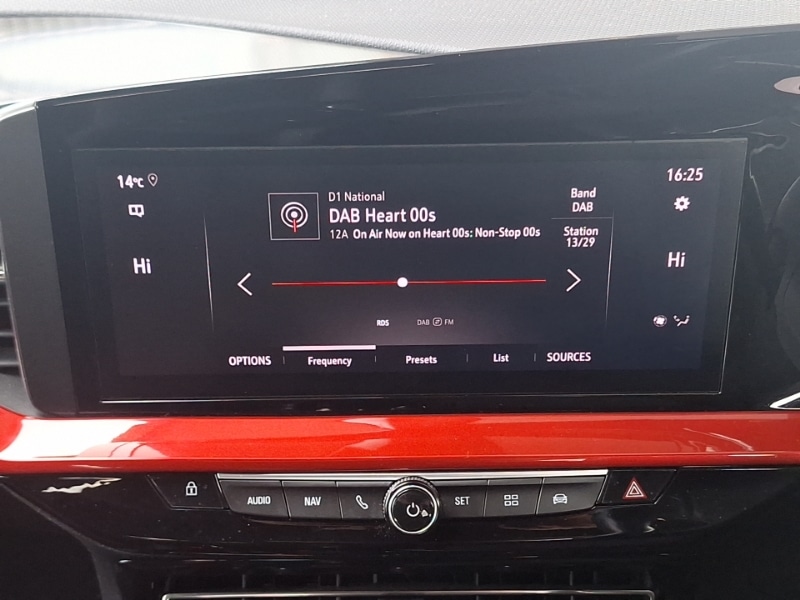 14°C
16:25
D1 National
DAB Heart 00s
12A On Air Now on Heart 00s: Non-Stop 00s
Band
DAB
Station
13/29
Hi
Hi
RDS
DAB FM
OPTIONS
Frequency
Presets
List
SOURCES
AUDIO
NAV
SET